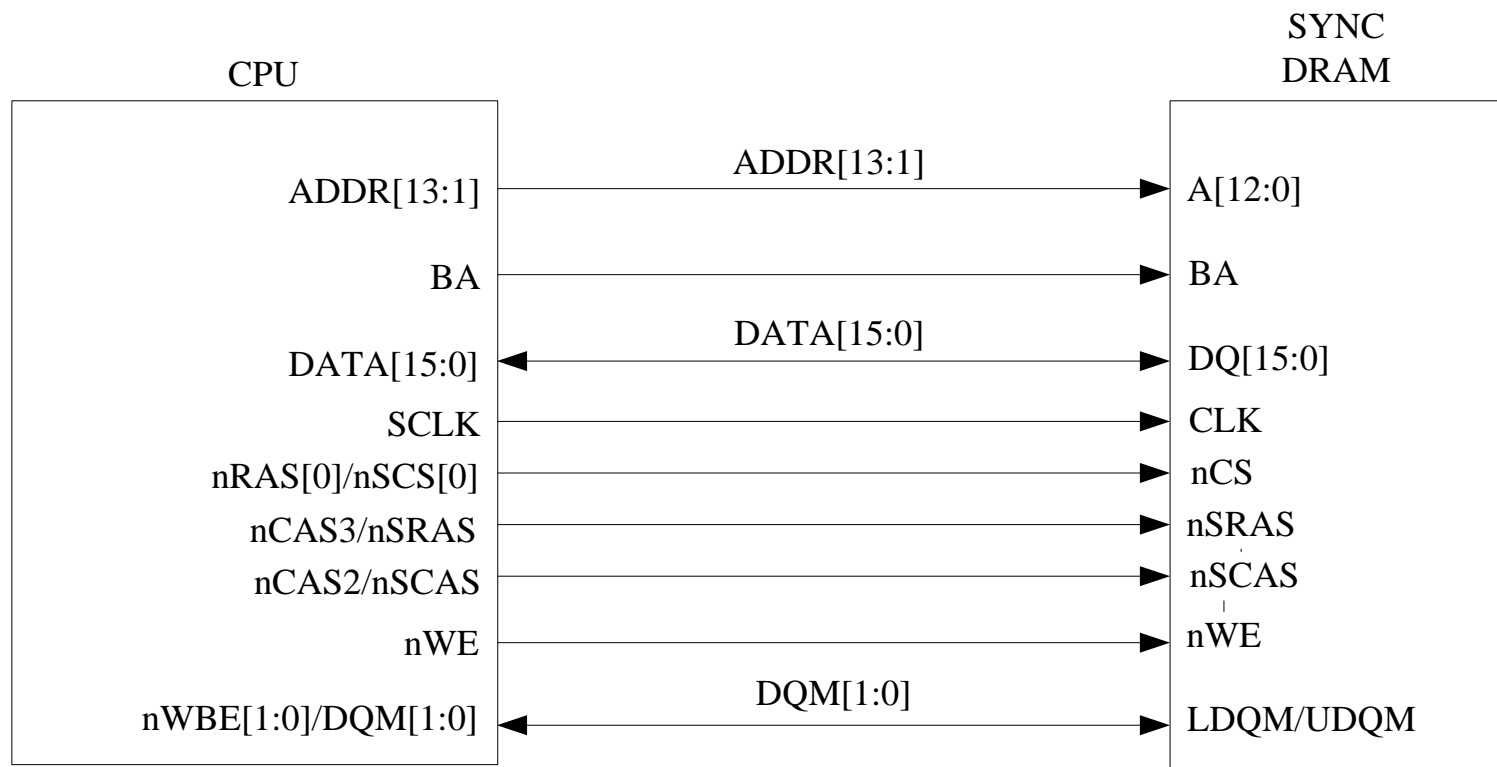 SYNC
DRAM
CPU
ADDR[13:1]
ADDR[13:1]
A[12:0]
BA
BA
DATA[15:0]
DATA[15:0]
DQ[15:0]
SCLK
CLK
nRAS[0]/nSCS[0]
nCS
nCAS3/nSRAS
nSRAS
nCAS2/nSCAS
nSCAS
nWE
nWE
DQM[1:0]
nWBE[1:0]/DQM[1:0]
LDQM/UDQM